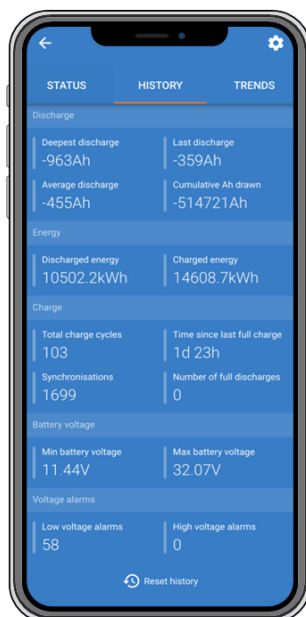 STATUS HISTORY TRENDS
Discharge
Deepest discharge Last discharge
-963Ah -359Ah
Average discharge Cumulative Ah drawn
-455Ah -514721Ah
Energy
Discharged energy Charged energy
10502.2kWh 14608.7kWh
Charge
Total charge cycles Time since last full charge
103 1d 23h
Synchronisations Number of full discharges
1699 0
Battery voltage
Min battery voltage Max battery voltage
11.44V 32.07V
Voltage alarms
Low voltage alarms High voltage alarms
58 0
Reset history